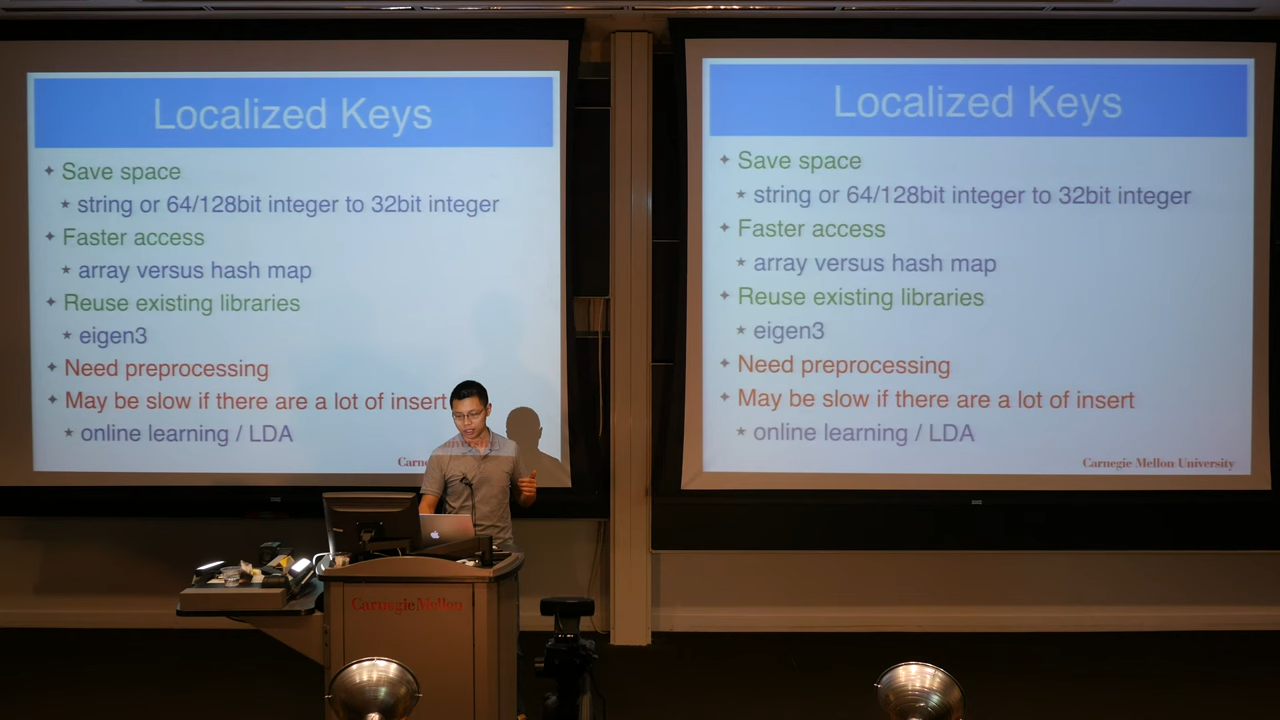 Localized Keys
Save space
string or 64/128bit integer to 32bit integer
Faster access
array versus hash map
Reuse existing libraries
eigen3
Need preprocessing
May be slow if there are a lot of insert
online learning / LDA
Localized Keys
Save space
string or 64/128bit integer to 32bit integer
Faster access
array versus hash map
Reuse existing libraries
eigen3
Need preprocessing
May be slow if there are a lot of insert
online learning / LDA
Carnegie Mellon University
Carnegie Mellon